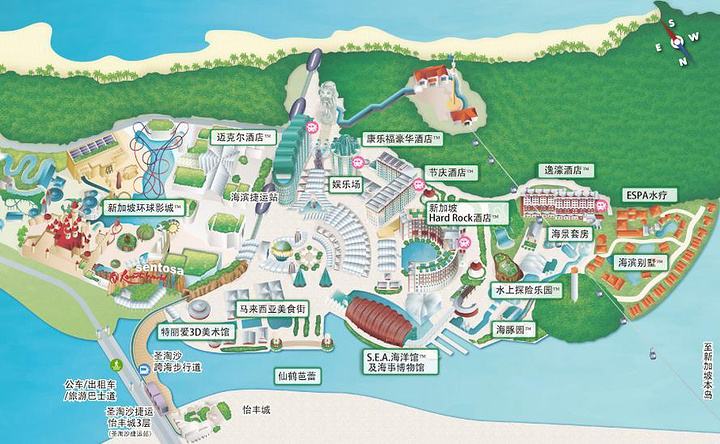 S
E
W
N
迈克尔酒店™
康乐福豪华酒店™
节庆酒店™
逸濠酒店™
ESPA水疗
娱乐场
海滨捷运站
新加坡环球影城™
新加坡
Hard Rock酒店™
海景套房
海滨别墅™
sentosa
水上探险乐园™
马来西亚美食街
特丽爱3D美术馆
海豚园™
S.E.A.海洋馆™
及海事博物馆
圣淘沙
跨海步行道
仙鹤芭蕾
公车/出租车
/旅游巴士道
圣淘沙捷运
怡丰城3层
(圣淘沙捷运站)
怡丰城
至新加坡本岛